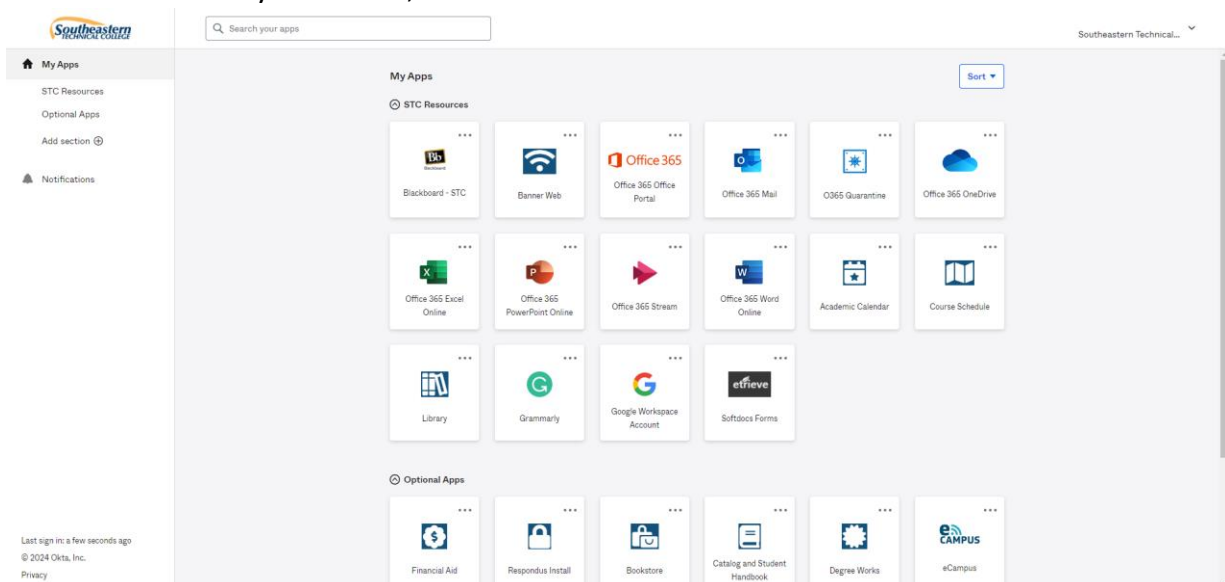 Southeastern
TECHNICAL COLLEGE
Search your apps
Southeastern Technical...
My Apps
STC Resources
Optional Apps
Add section
Notifications
My Apps
Sort
STC Resources
Bb
Blackboard
Blackboard - STC
Banner Web
Office 365
Office 365 Office
Portal
Office 365 Mail
O365 Quarantine
Office 365 OneDrive
Office 365 Excel
Online
Office 365
PowerPoint Online
Office 365 Stream
Office 365 Word
Online
Academic Calendar
Course Schedule
Library
Grammarly
Google Workspace
Account
etrieve
Softdocs Forms
Optional Apps
Financial Aid
Respondus Install
Bookstore
Catalog and Student
Handbook
Degree Works
eCAMPUS
eCampus
Last sign in: a few seconds ago
© 2024 Okta, Inc.
Privacy